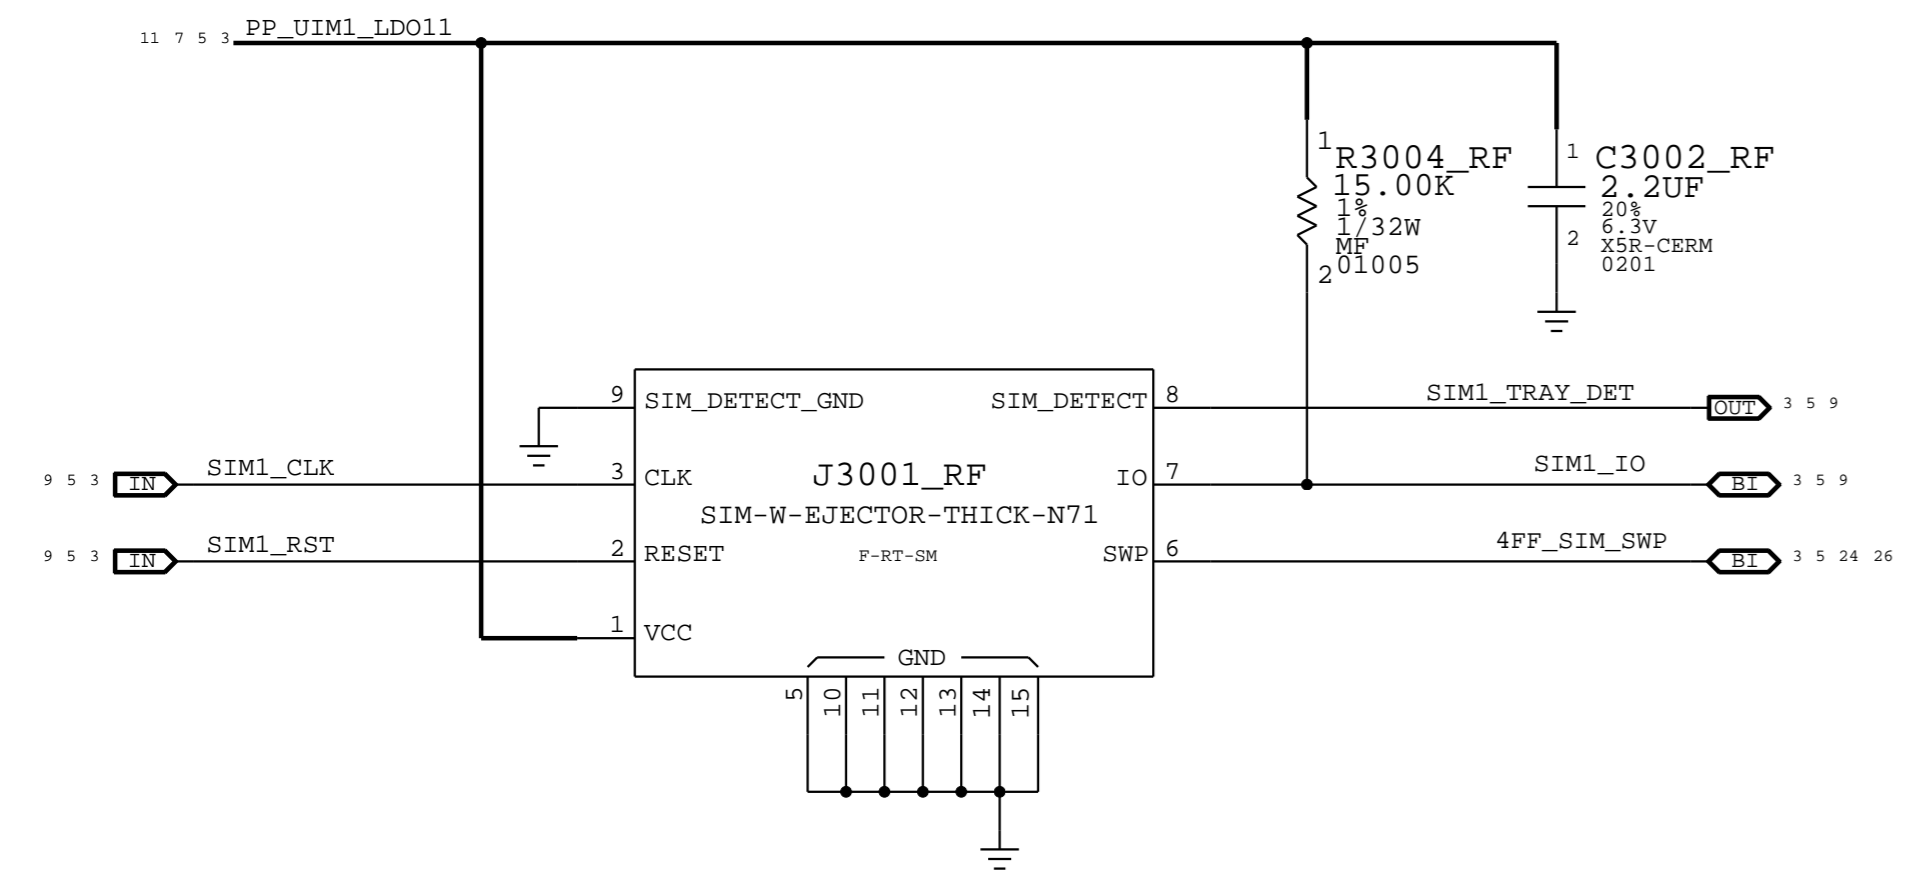 11 7 5 3 PP_UIM1_LDO11
1
R3004_RF
15.00K
1%
1/32W
MF
01005
2
1
C3002_RF
2.2UF
20%
6.3V
X5R-CERM
0201
2
9 SIM_DETECT_GND
SIM_DETECT 8
SIM1_TRAY_DET
OUT 3 5 9
9 5 3 IN
SIM1_CLK
3 CLK
J3001_RF
IO 7
SIM1_IO
BI 3 5 9
SIM-W-EJECTOR-THICK-N71
9 5 3 IN
SIM1_RST
2 RESET
F-RT-SM
SWP 6
4FF_SIM_SWP
BI 3 5 24 26
1 VCC
GND
5 10 11 12 13 14 15